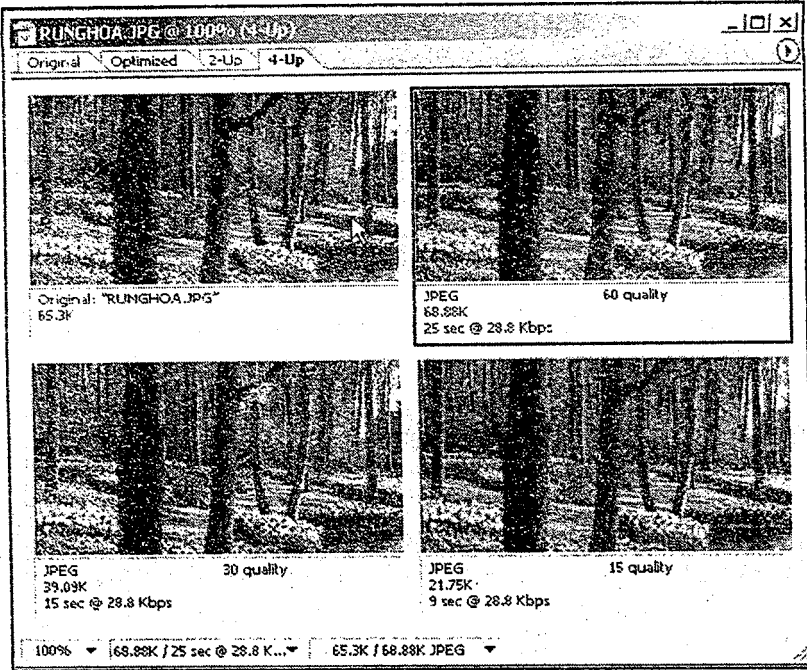 RUNGHOA.JPG @ 100% (4-Up)
Original Optimized 2-Up 4-Up
Original: "RUNGHOA.JPG"
65.3K
JPEG 60 quality
68.88K
25 sec @ 28.8 Kbps
JPEG 30 quality
39.09K
15 sec @ 28.8 Kbps
JPEG 15 quality
21.75K
9 sec @ 28.8 Kbps
100% 68.88K / 25 sec @ 28.8 K... 65.3K / 68.88K JPEG